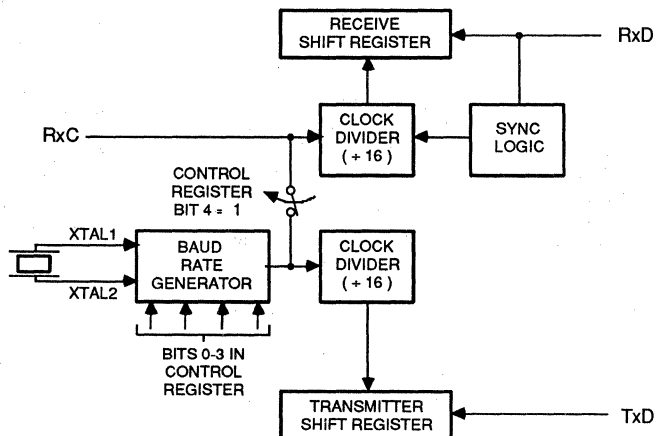 RECEIVE
SHIFT REGISTER
RxD
RxC
CLOCK
DIVIDER
( ÷ 16 )
SYNC
LOGIC
CONTROL
REGISTER
BIT 4 = 1
XTAL1
XTAL2
BAUD
RATE
GENERATOR
CLOCK
DIVIDER
( ÷ 16 )
BITS 0-3 IN
CONTROL
REGISTER
TRANSMITTER
SHIFT REGISTER
TxD